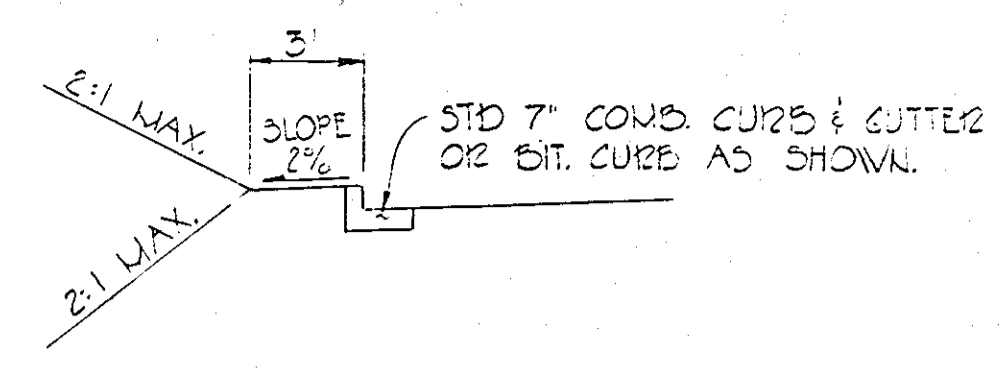 3'
2:1 MAX.
SLOPE
2%
STD 7" COMB. CURB & GUTTER
OR BIT. CURB AS SHOWN.
2:1 MAX.